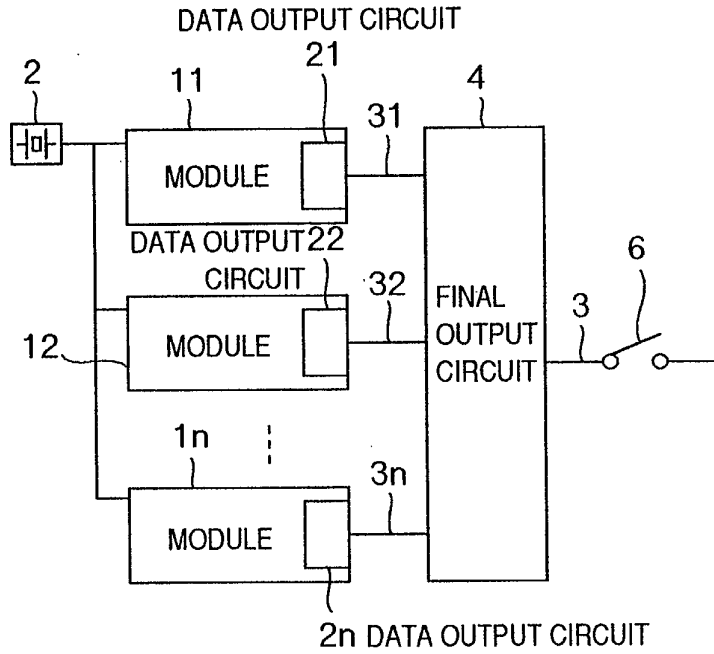 DATA OUTPUT CIRCUIT
2
11
21
31
4
MODULE
DATA OUTPUT 22
CIRCUIT
32
12
MODULE
FINAL
OUTPUT
CIRCUIT
3
6
1n
3n
MODULE
2n DATA OUTPUT CIRCUIT